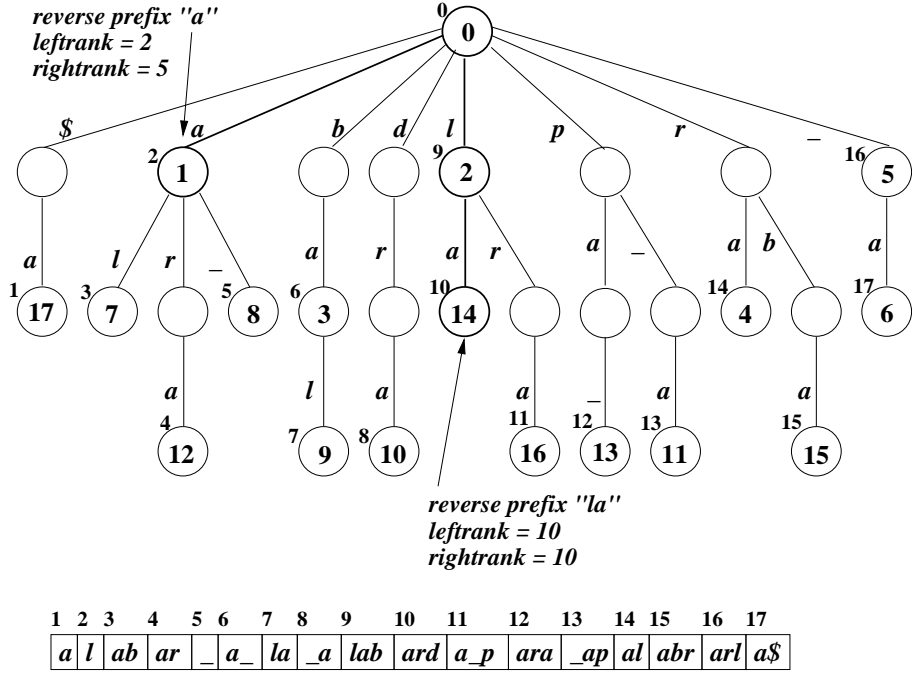 reverse prefix "a"
leftrank = 2
rightrank = 5
0
0
$ a b d l p r _
2 9 16
1 2 5
a l r _ a r a r a _ a b a
1 3 5 6 10 14 17
17 7 8 3 14 4 6
a l a a _ a a
4 7 8 11 12 13 15
12 9 10 16 13 11 15
reverse prefix "la"
leftrank = 10
rightrank = 10
1 2 3 4 5 6 7 8 9 10 11 12 13 14 15 16 17
a l ab ar _ a_ la _a lab ard a_p ara _ap al abr arl a$